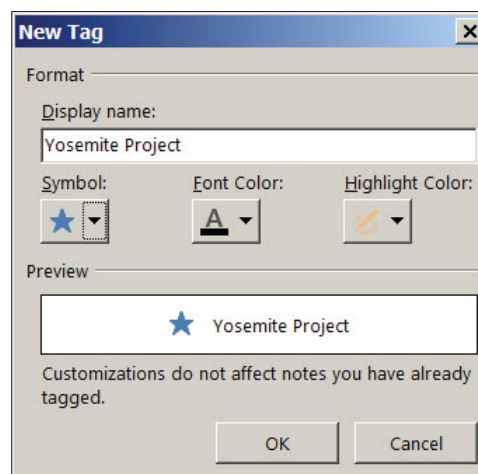 New Tag
Format
Display name:
Yosemite Project
Symbol: Font Color: Highlight Color:
A
Preview
Yosemite Project
Customizations do not affect notes you have already
tagged.
OK Cancel